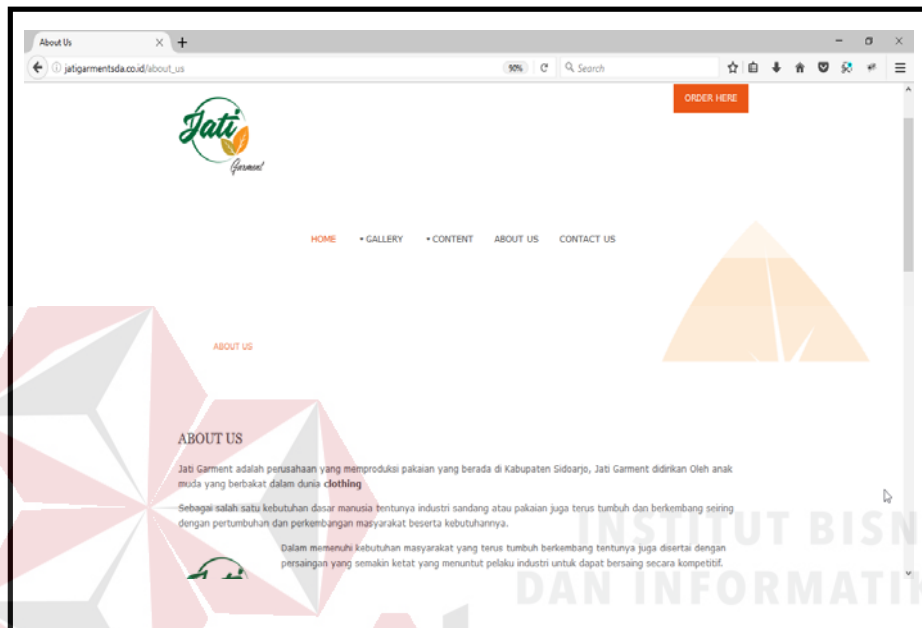 About Us
jatigarmentsda.co.id/about_us
90%
Search
ORDER HERE
Jati
Garment
HOME • GALLERY • CONTENT ABOUT US CONTACT US
ABOUT US
ABOUT US
Jati Garment adalah perusahaan yang memproduksi pakaian yang berada di Kabupaten Sidoarjo, Jati Garment didirikan Oleh anak
muda yang berbakat dalam dunia clothing
Sebagai salah satu kebutuhan dasar manusia tentunya industri sandang atau pakaian juga terus tumbuh dan berkembang seiring
dengan pertumbuhan dan perkembangan masyarakat beserta kebutuhannya.
Dalam memenuhi kebutuhan masyarakat yang terus tumbuh berkembang tentunya juga disertai dengan
persaingan yang semakin ketat yang menuntut pelaku industri untuk dapat bersaing secara kompetitif.
Jati
INSTITUT BISN
DAN INFORMATIK